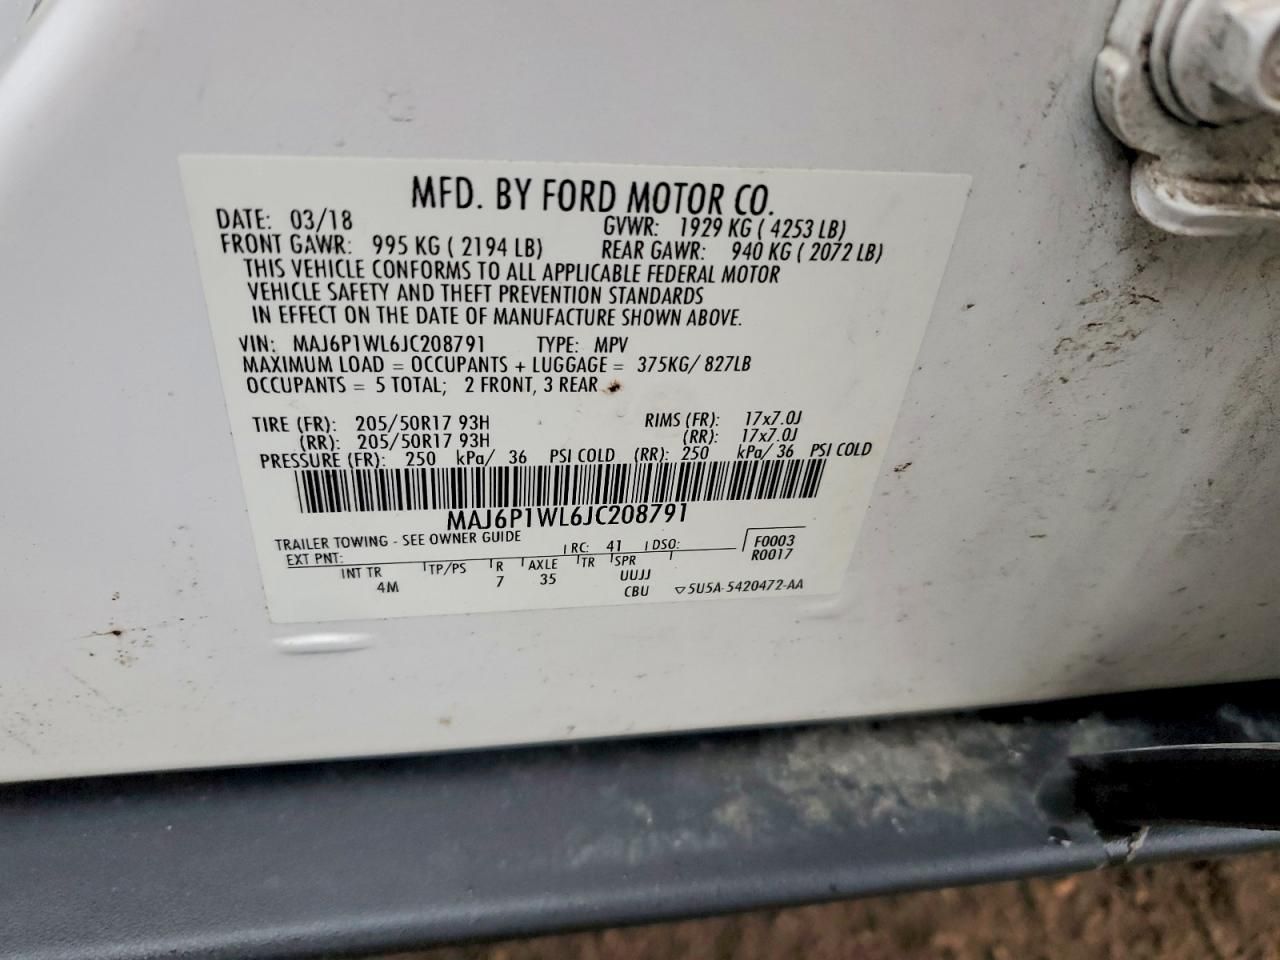 MFD. BY FORD MOTOR CO.
DATE: 03/18 GVWR: 1929 KG ( 4253 LB)
FRONT GAWR: 995 KG ( 2194 LB) REAR GAWR: 940 KG ( 2072 LB)
THIS VEHICLE CONFORMS TO ALL APPLICABLE FEDERAL MOTOR
VEHICLE SAFETY AND THEFT PREVENTION STANDARDS
IN EFFECT ON THE DATE OF MANUFACTURE SHOWN ABOVE.
VIN: MAJ6P1WL6JC208791 TYPE: MPV
MAXIMUM LOAD = OCCUPANTS + LUGGAGE = 375KG/ 827LB
OCCUPANTS = 5 TOTAL; 2 FRONT, 3 REAR
TIRE (FR): 205/50R17 93H RIMS (FR): 17x7.0J
(RR): 205/50R17 93H (RR): 17x7.0J
PRESSURE (FR): 250 kPa/ 36 PSI COLD (RR): 250 kPa/ 36 PSI COLD
MAJ6P1WL6JC208791
TRAILER TOWING - SEE OWNER GUIDE
EXT PNT: RC: 41 DSO: F0003
R0017
INT TR TP/PS R AXLE TR SPR
4M 7 35 UUJJ
CBU ▽5U5A-5420472-AA